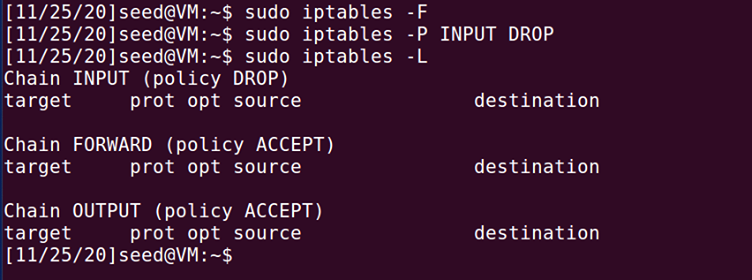 [11/25/20]seed@VM:~$ sudo iptables -F
[11/25/20]seed@VM:~$ sudo iptables -P INPUT DROP
[11/25/20]seed@VM:~$ sudo iptables -L
Chain INPUT (policy DROP)
target     prot opt source               destination

Chain FORWARD (policy ACCEPT)
target     prot opt source               destination

Chain OUTPUT (policy ACCEPT)
target     prot opt source               destination
[11/25/20]seed@VM:~$